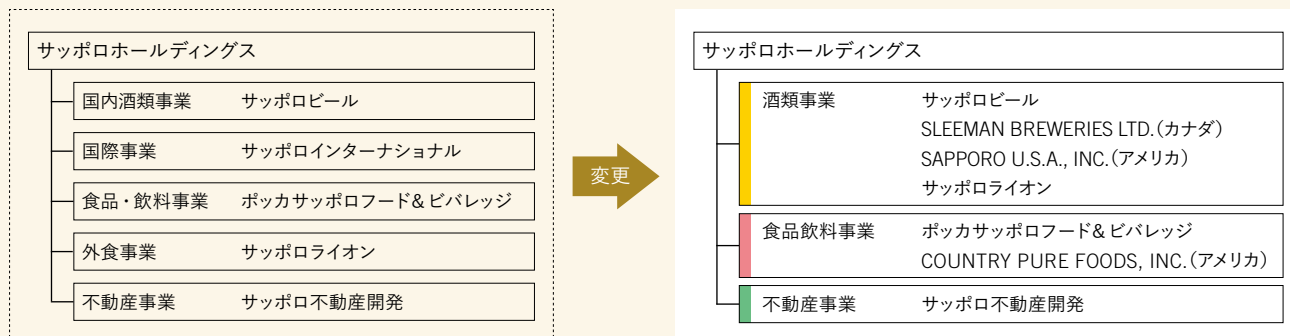 サッポロホールディングス
国内酒類事業 サッポロビール
国際事業 サッポロインターナショナル
食品・飲料事業 ポッカサッポロフード&ビバレッジ
外食事業 サッポロライオン
不動産事業 サッポロ不動産開発
変更
サッポロホールディングス
酒類事業 サッポロビール
SLEEMAN BREWERIES LTD.(カナダ)
SAPPORO U.S.A., INC.(アメリカ)
サッポロライオン
食品飲料事業 ポッカサッポロフード&ビバレッジ
COUNTRY PURE FOODS, INC.(アメリカ)
不動産事業 サッポロ不動産開発